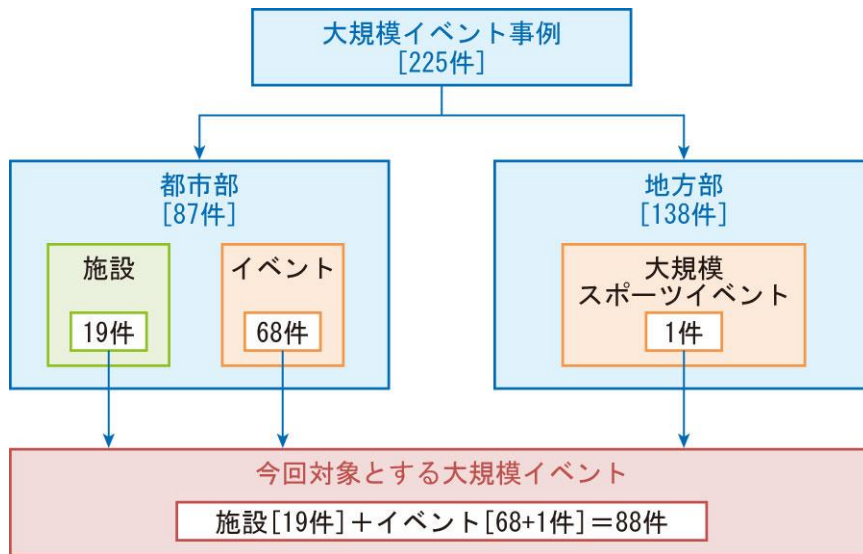 大規模イベント事例
[225件]
都市部
[87件]
地方部
[138件]
施設
19件
イベント
68件
大規模
スポーツイベント
1件
今回対象とする大規模イベント
施設[19件]＋イベント[68+1件]＝88件